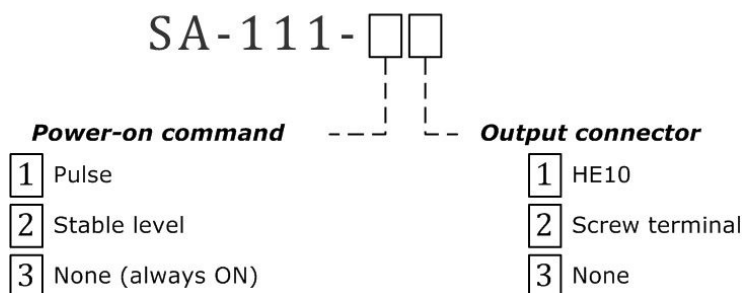 SA-111-
Power-on command
1 Pulse
2 Stable level
3 None (always ON)
Output connector
1 HE10
2 Screw terminal
3 None